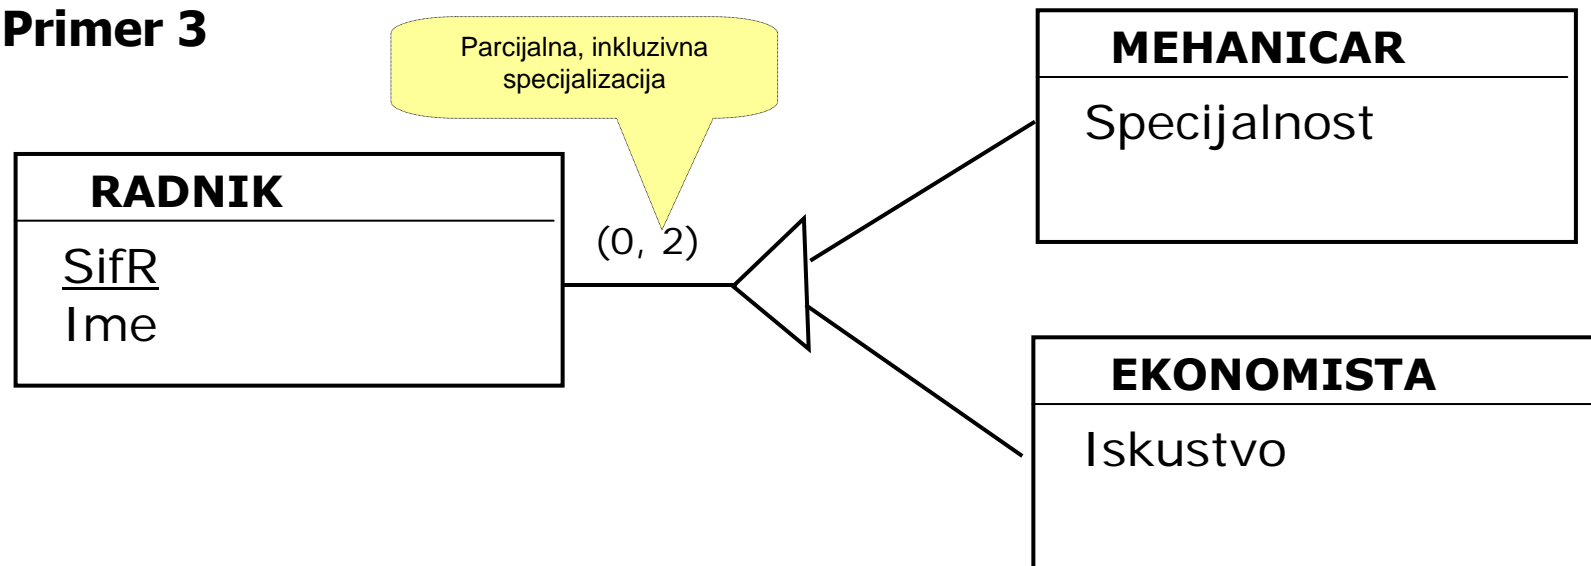 Primer 3
Parcijalna, inkluzivna
specijalizacija
RADNIK
SifR
Ime
(0, 2)
MEHANICAR
Specijalnost
EKONOMISTA
Iskustvo